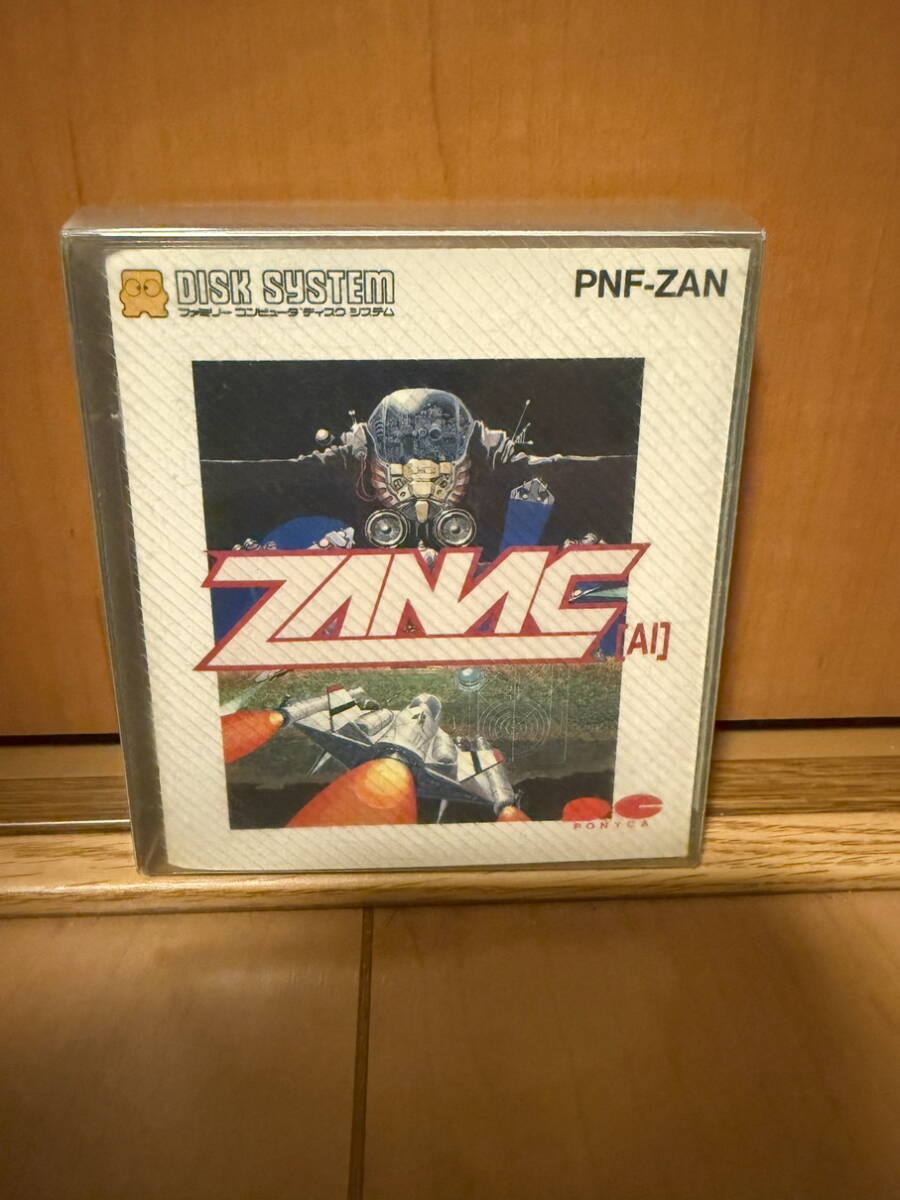 DISK SYSTEM
ファミリー コンピュータ ディスク システム
PNF-ZAN
ZANAC
[AI]
PONYCA